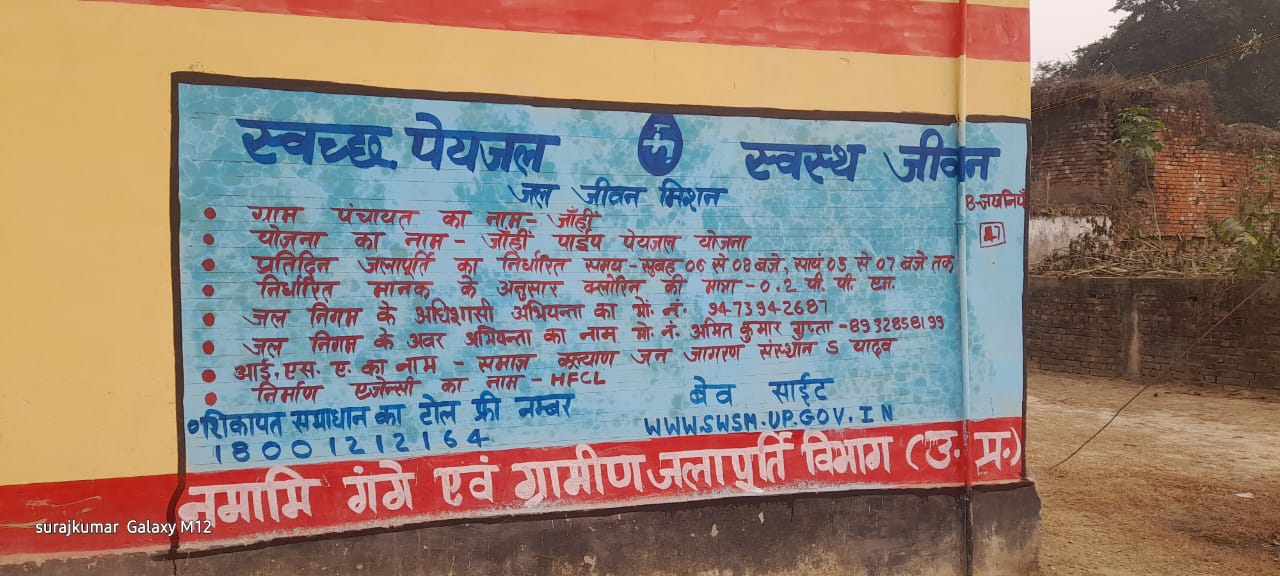 स्वच्छ पेयजल स्वस्थ जीवन
जल जीवन मिशन
B-जखनियाँ
47
• ग्राम पंचायत का नाम - जाँही
• योजना का नाम - जाँही पाइप पेयजल योजना
• प्रतिदिन जलापूर्ति का निर्धारित समय - सुबह 06 से 08 बजे, सायं 05 से 07 बजे तक
• निर्धारित मानक के अनुसार क्लोरिन की मात्रा - 0.2 पी. पी. एम.
• जल निगम के अधिशासी अभियन्ता का मो. नं. 9473942687
• जल निगम के अवर अभियन्ता का नाम मो. नं. अमित कुमार गुप्ता - 8932858199
• आई. एस. ए. का नाम - समाज कल्याण जन जागरण संस्थान S यादव
• निर्माण एजेन्सी का नाम - HFCL
शिकायत समाधान का टोल फ्री नम्बर
18001212164
बेव साईट
WWW.SWSM.UP.GOV.IN
नमामि गंगे एवं ग्रामीण जलापूर्ति विभाग (उ. प्र.)
surajkumar Galaxy M12